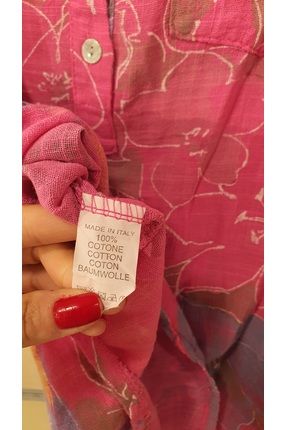 MADE IN ITALY
100%
COTONE
COTTON
COTON
BAUMWOLLE